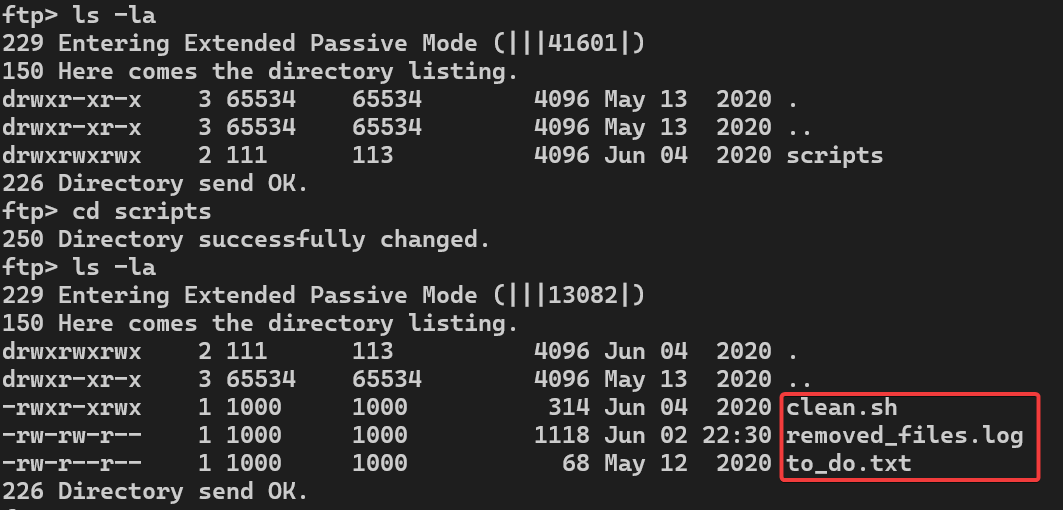 ftp> ls -la
229 Entering Extended Passive Mode (|||41601|)
150 Here comes the directory listing.
drwxr-xr-x    3 65534    65534        4096 May 13  2020 .
drwxr-xr-x    3 65534    65534        4096 May 13  2020 ..
drwxrwxrwx    2 111      113          4096 Jun 04  2020 scripts
226 Directory send OK.
ftp> cd scripts
250 Directory successfully changed.
ftp> ls -la
229 Entering Extended Passive Mode (|||13082|)
150 Here comes the directory listing.
drwxrwxrwx    2 111      113          4096 Jun 04  2020 .
drwxr-xr-x    3 65534    65534        4096 May 13  2020 ..
-rwxr-xrwx    1 1000     1000          314 Jun 04  2020 clean.sh
-rw-rw-r--    1 1000     1000         1118 Jun 02 22:30 removed_files.log
-rw-r--r--    1 1000     1000           68 May 12  2020 to_do.txt
226 Directory send OK.